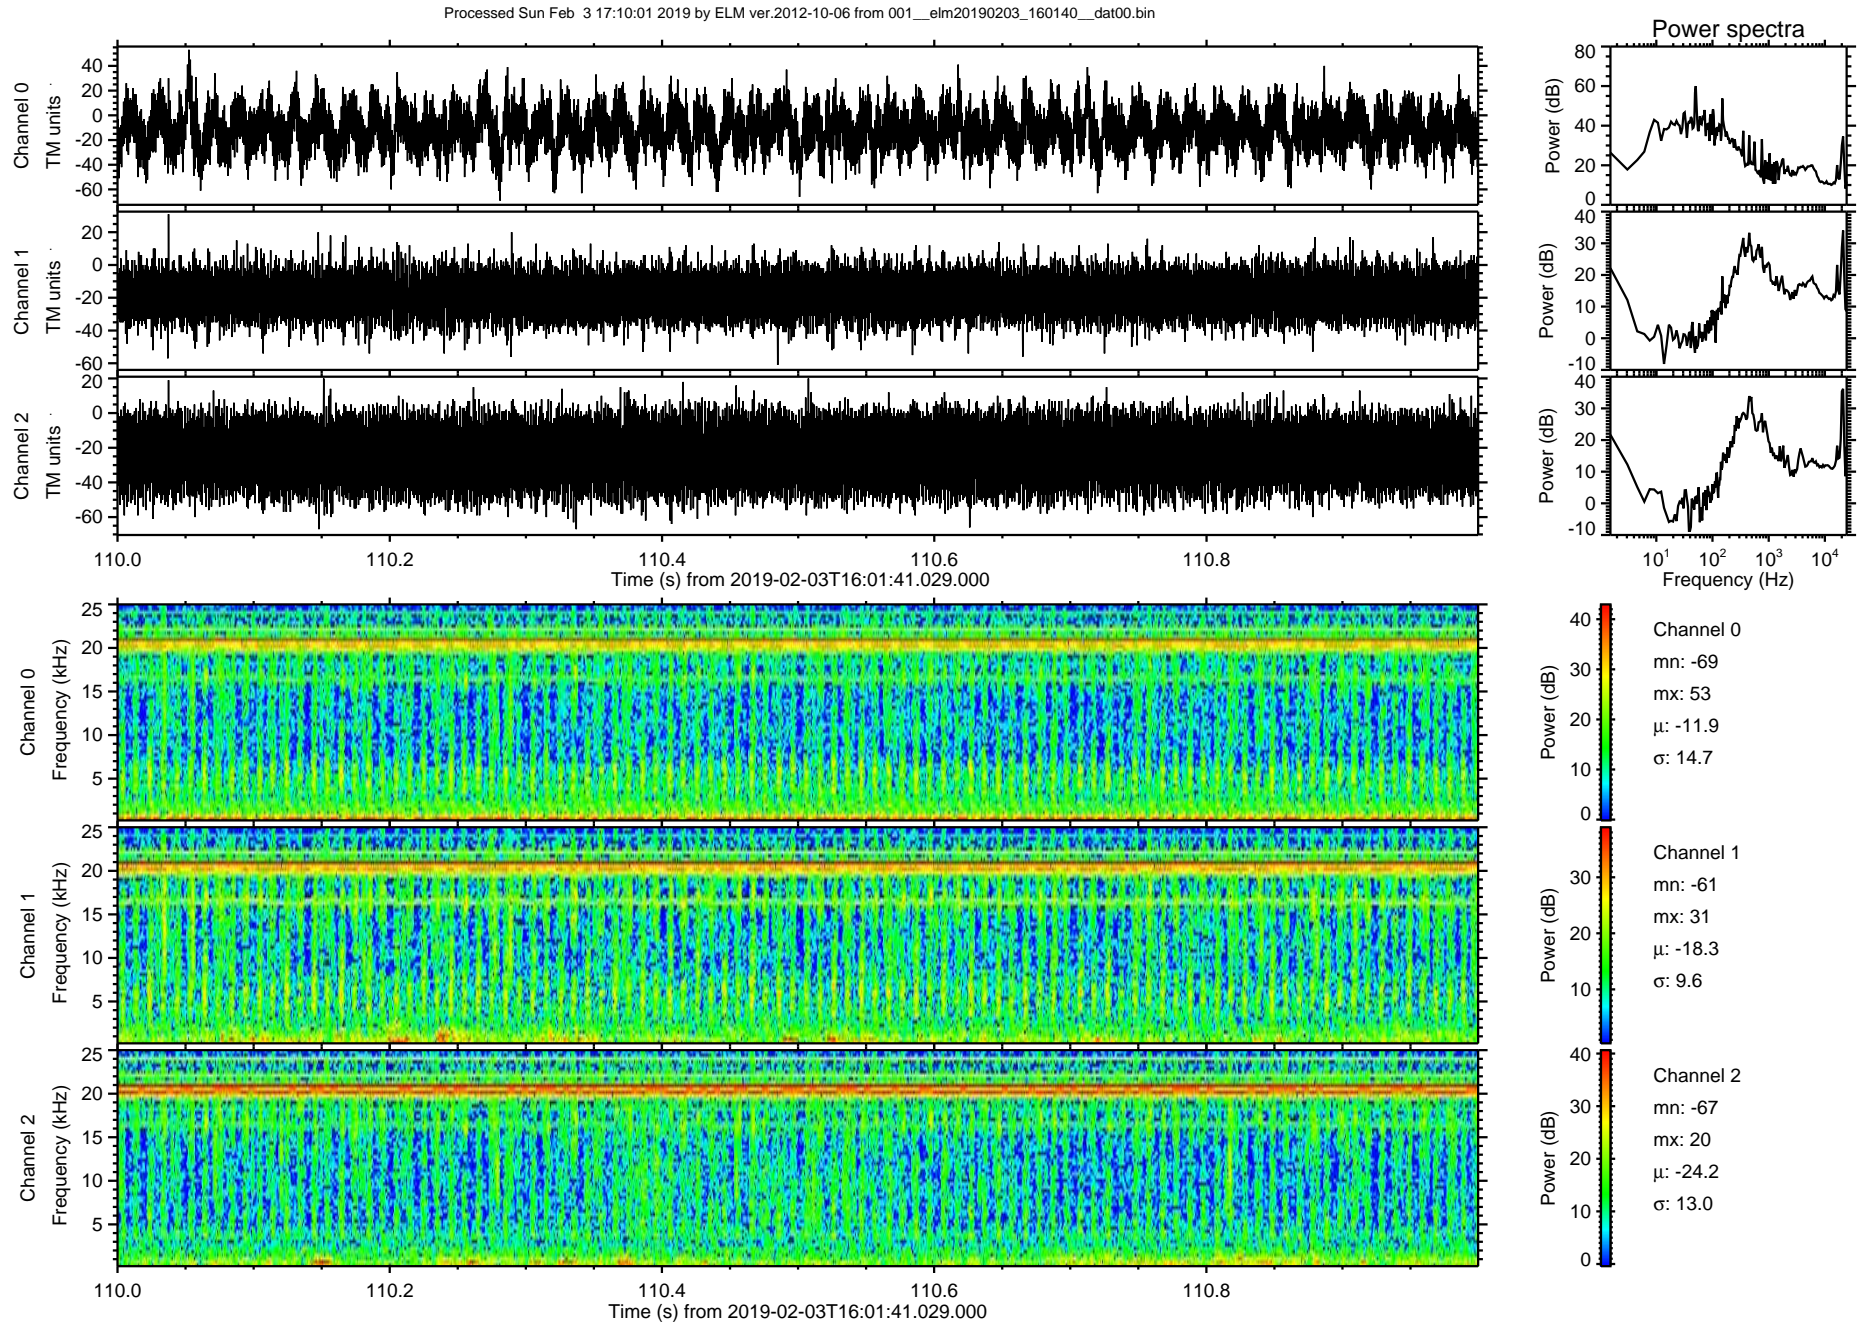 Processed Sun Feb  3 17:10:01 2019 by ELM ver.2012-10-06 from 001__elm20190203_160140__dat00.bin
Power spectra
Channel 0
TM units
40
20
0
-20
-40
-60
Power (dB)
80
60
40
20
0
Channel 1
TM units
20
0
-20
-40
-60
Power (dB)
40
30
20
10
0
-10
Channel 2
TM units
20
0
-20
-40
-60
Power (dB)
40
30
20
10
0
-10
110.0 110.2 110.4 110.6 110.8
Time (s) from 2019-02-03T16:01:41.029.000
10¹ 10² 10³ 10⁴
Frequency (Hz)
Channel 0
Frequency (kHz)
25
20
15
10
5
Power (dB)
40
30
20
10
0
Channel 0
mn: -69
mx: 53
μ: -11.9
σ: 14.7
Channel 1
Frequency (kHz)
25
20
15
10
5
Power (dB)
30
20
10
Channel 1
mn: -61
mx: 31
μ: -18.3
σ: 9.6
Channel 2
Frequency (kHz)
25
20
15
10
5
Power (dB)
40
30
20
10
0
Channel 2
mn: -67
mx: 20
μ: -24.2
σ: 13.0
110.0 110.2 110.4 110.6 110.8
Time (s) from 2019-02-03T16:01:41.029.000